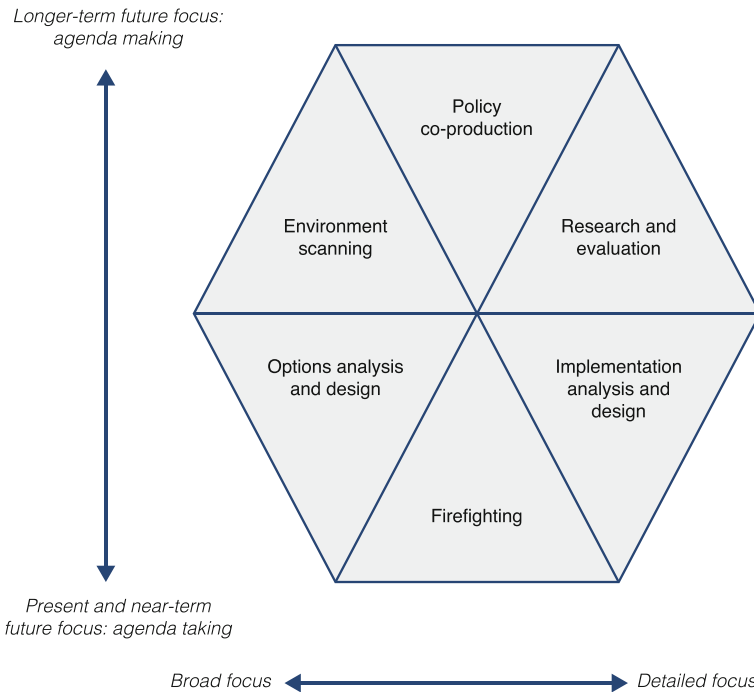 Longer-term future focus:
agenda making
Policy
co-production
Environment
scanning
Research and
evaluation
Options analysis
and design
Implementation
analysis and
design
Firefighting
Present and near-term
future focus: agenda taking
Broad focus
Detailed focus